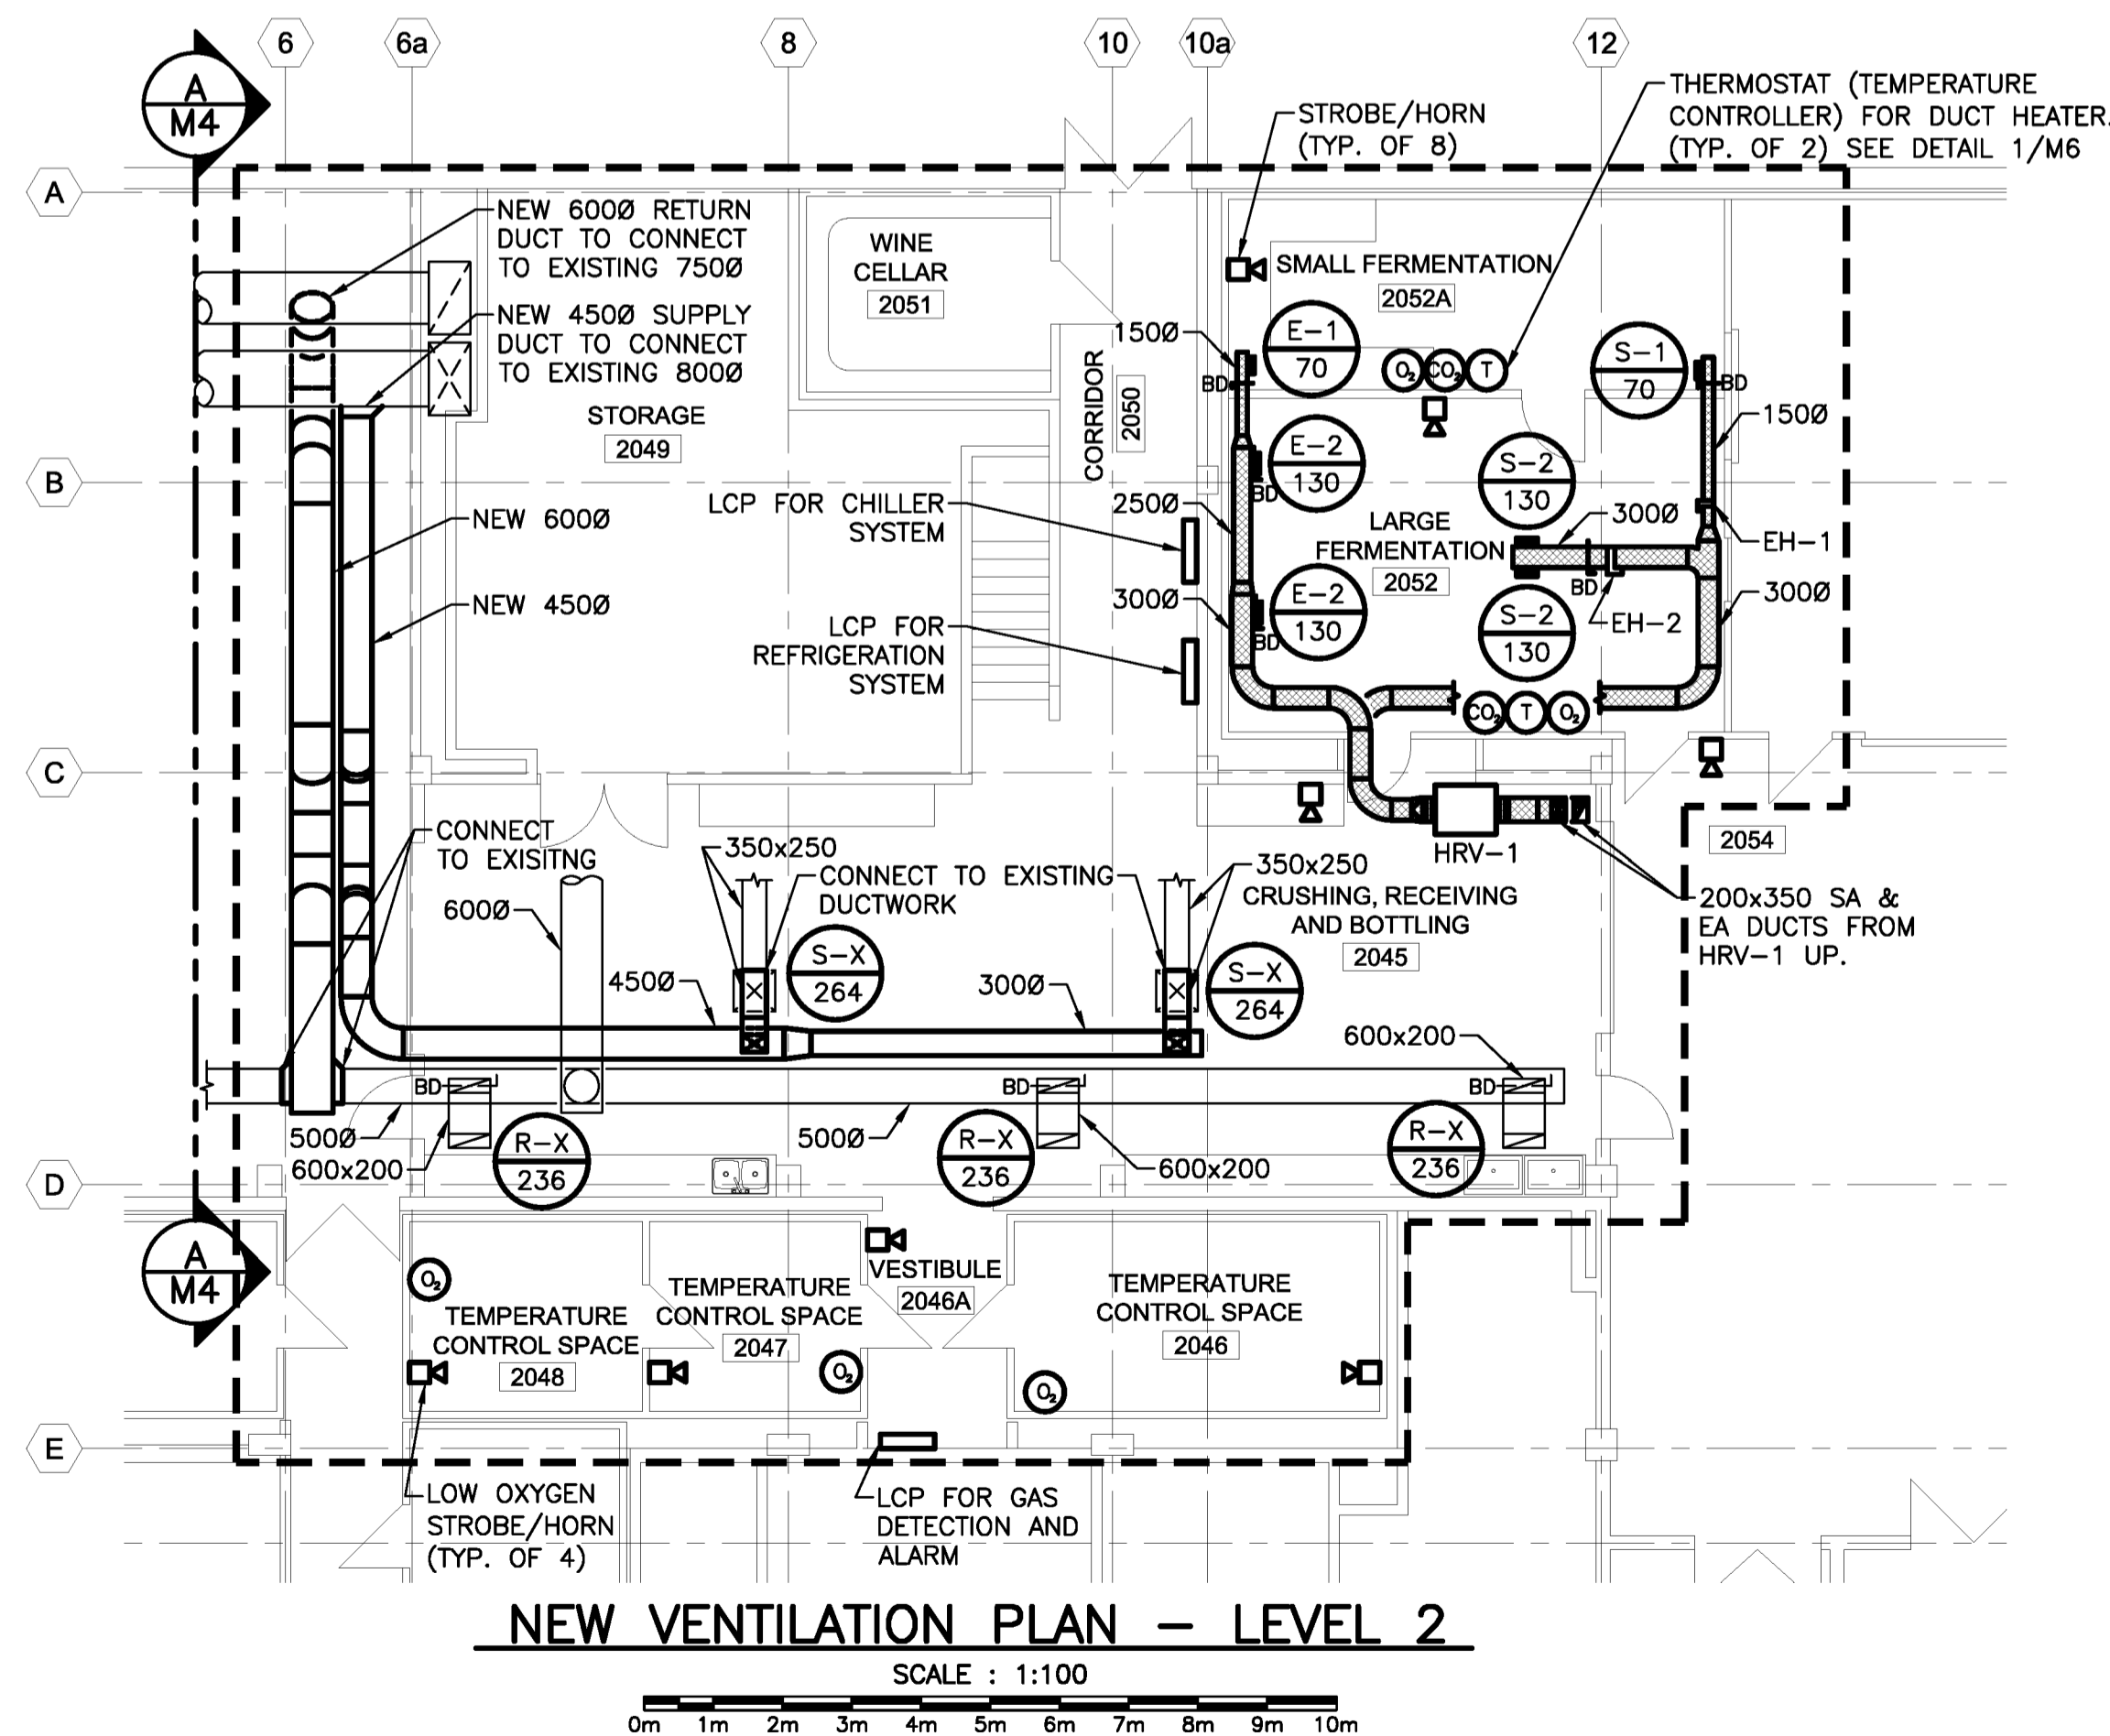 6
6a
8
10
10a
12
A
M4
A
B
C
D
E
STROBE/HORN
(TYP. OF 8)
THERMOSTAT (TEMPERATURE
CONTROLLER) FOR DUCT HEATER.
(TYP. OF 2) SEE DETAIL 1/M6
NEW 600Ø RETURN
DUCT TO CONNECT
TO EXISTING 750Ø
NEW 450Ø SUPPLY
DUCT TO CONNECT
TO EXISTING 800Ø
STORAGE
2049
WINE
CELLAR
2051
CORRIDOR
2050
SMALL FERMENTATION
2052A
150Ø
E-1
70
BD
O₂
CO₂
T
S-1
70
BD
150Ø
E-2
130
BD
S-2
130
250Ø
LARGE
FERMENTATION
2052
300Ø
EH-1
BD
EH-2
300Ø
300Ø
E-2
130
BD
S-2
130
CO₂
T
O₂
NEW 600Ø
NEW 450Ø
LCP FOR CHILLER
SYSTEM
LCP FOR
REFRIGERATION
SYSTEM
CONNECT
TO EXISITNG
600Ø
350x250
CONNECT TO EXISTING
DUCTWORK
350x250
HRV-1
CRUSHING, RECEIVING
AND BOTTLING
2045
2054
200x350 SA &
EA DUCTS FROM
HRV-1 UP.
450Ø
S-X
264
300Ø
S-X
264
600x200
BD
BD
BD
500Ø
600x200
R-X
236
500Ø
R-X
236
600x200
R-X
236
A
M4
O₂
TEMPERATURE
CONTROL SPACE
2048
TEMPERATURE
CONTROL SPACE
2047
O₂
VESTIBULE
2046A
TEMPERATURE
CONTROL SPACE
2046
O₂
LOW OXYGEN
STROBE/HORN
(TYP. OF 4)
LCP FOR GAS
DETECTION AND
ALARM
NEW VENTILATION PLAN - LEVEL 2
SCALE : 1:100
0m 1m 2m 3m 4m 5m 6m 7m 8m 9m 10m